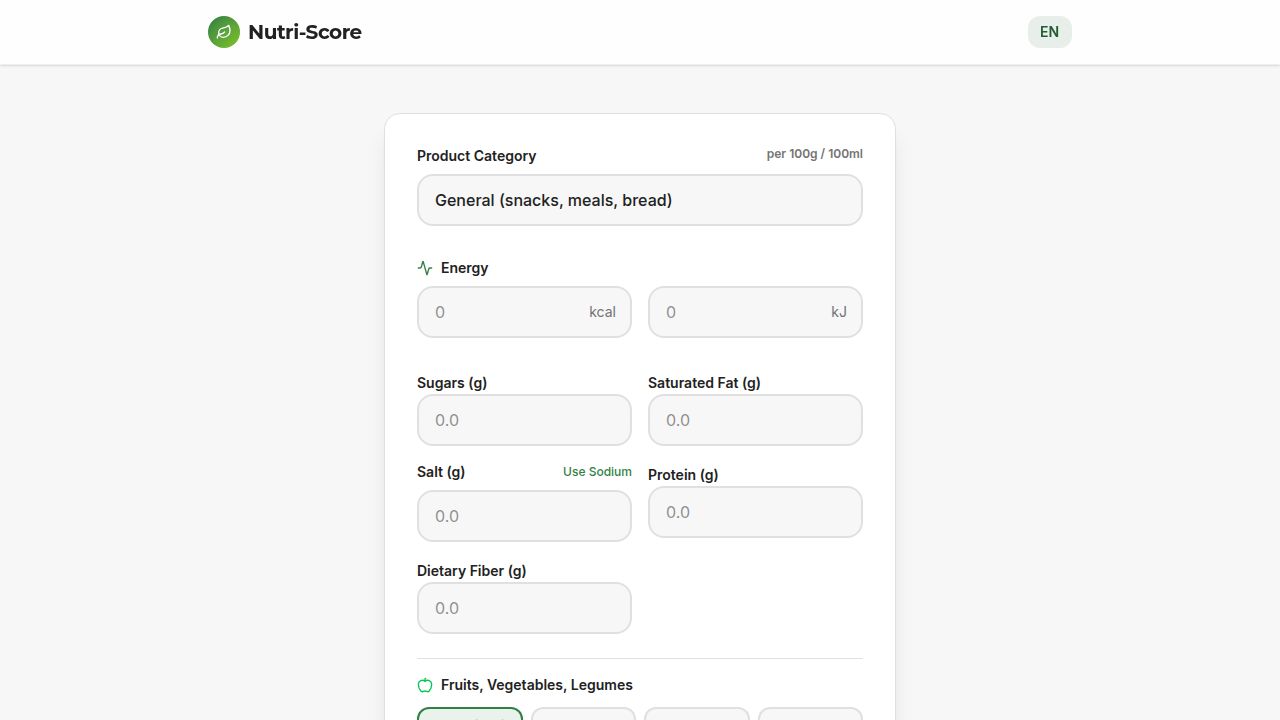 Nutri-Score
EN
Product Category
per 100g / 100ml
General (snacks, meals, bread)
Energy
0 kcal
0 kJ
Sugars (g)
Saturated Fat (g)
0.0
0.0
Salt (g)
Use Sodium
Protein (g)
0.0
0.0
Dietary Fiber (g)
0.0
Fruits, Vegetables, Legumes